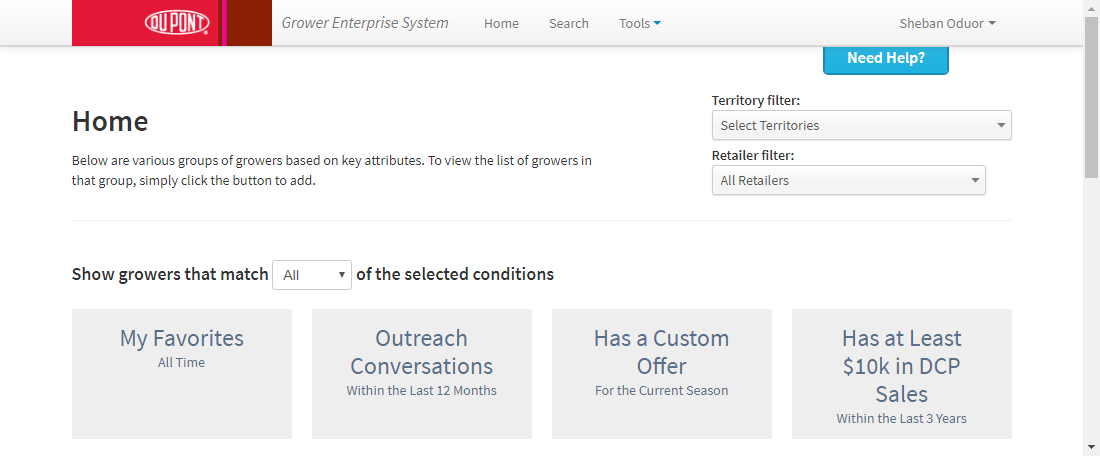 DU PONT Grower Enterprise System Home Search Tools Sheban Oduor
Need Help?
Territory filter:
Select Territories
Home
Below are various groups of growers based on key attributes. To view the list of growers in
that group, simply click the button to add.
Retailer filter:
All Retailers
Show growers that match All of the selected conditions
My Favorites
All Time
Outreach
Conversations
Within the Last 12 Months
Has a Custom
Offer
For the Current Season
Has at Least
$10k in DCP
Sales
Within the Last 3 Years